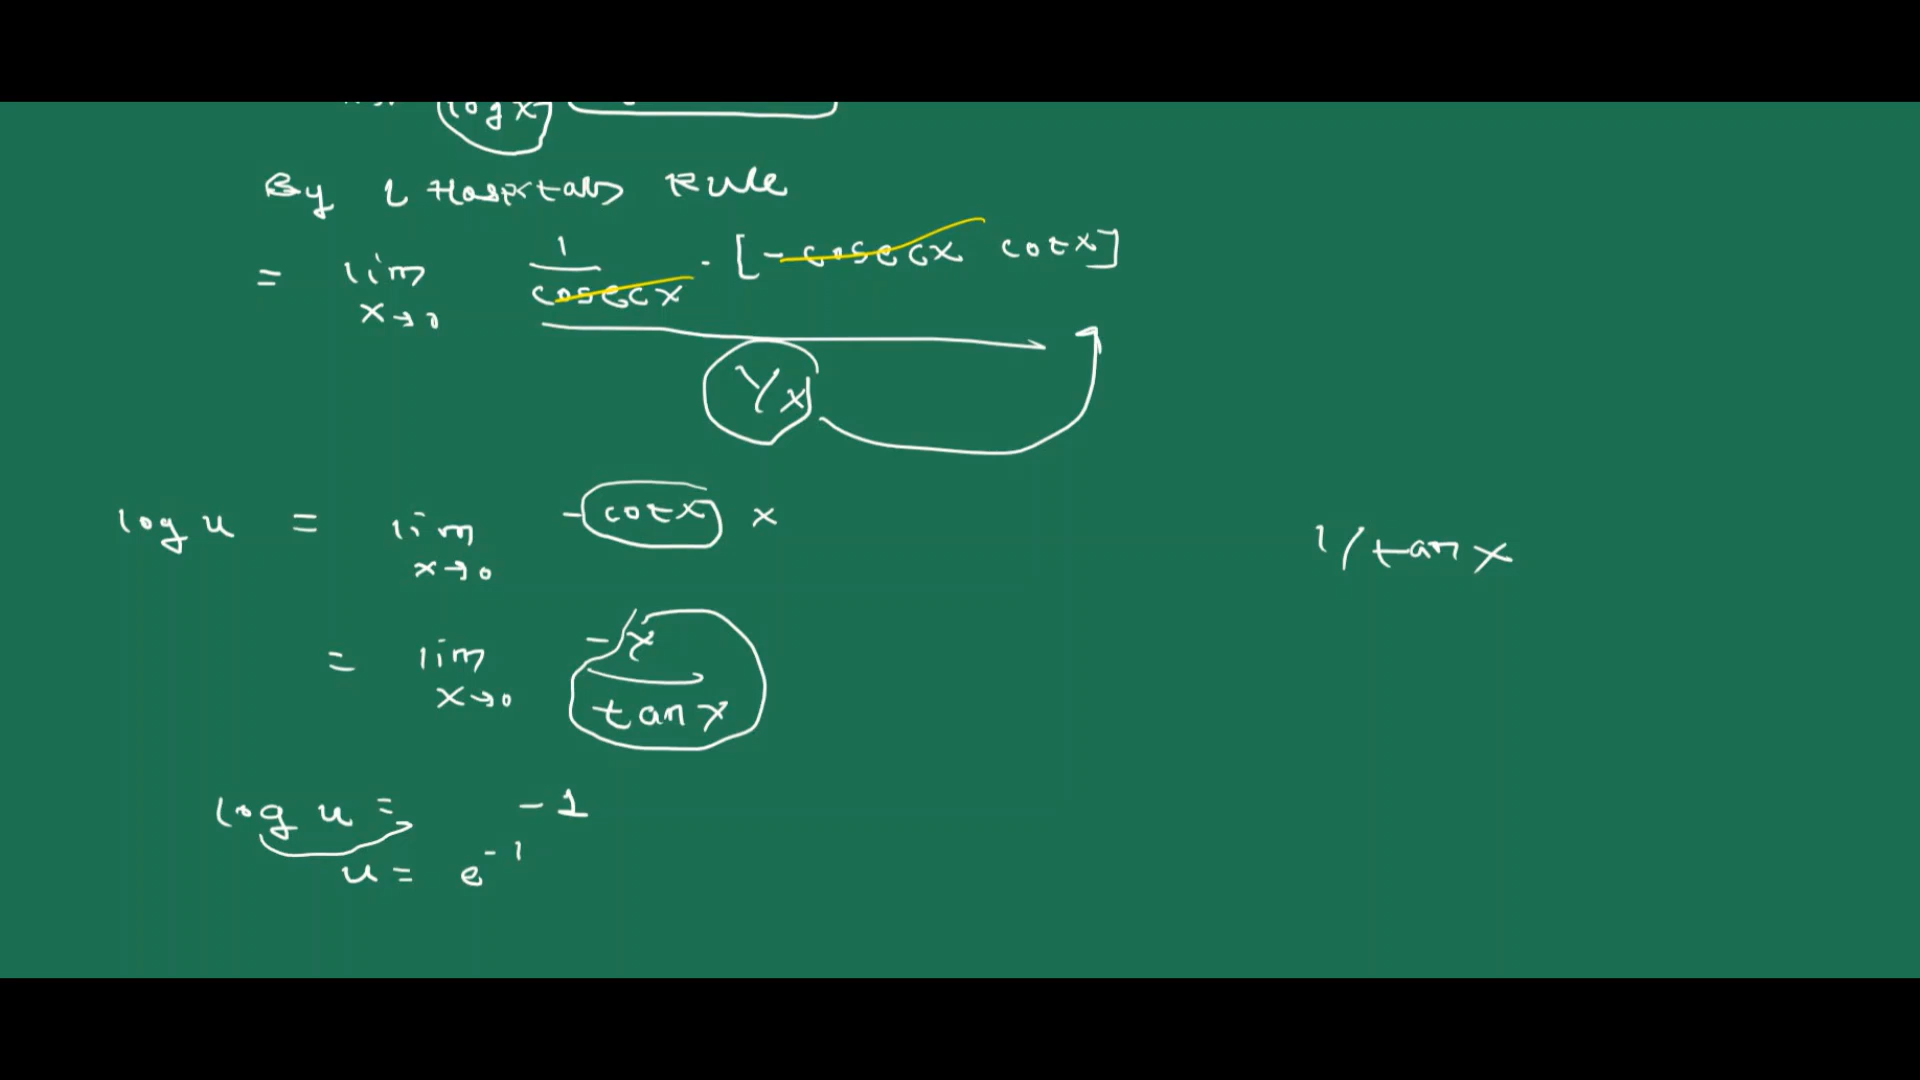 log x
By L Hospitals Rule
= lim x→0 1/cosecx · [-cosecx cotx]
1/x
log u = lim x→0 -cotx x
1/tanx
= lim x→0 -x/tanx
log u = -1
u = e^-1